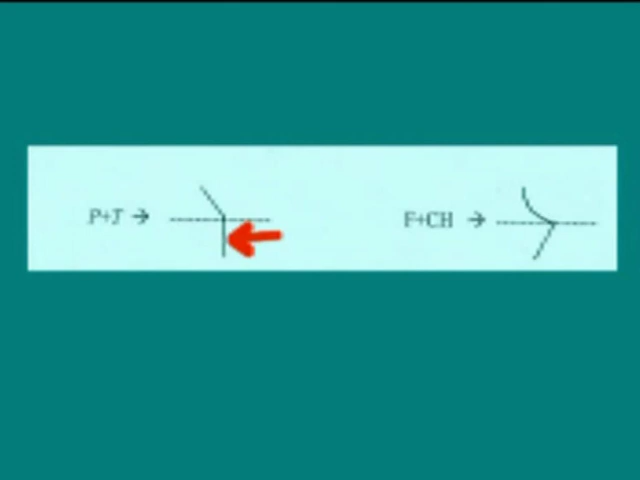 P+T →
F+CH →